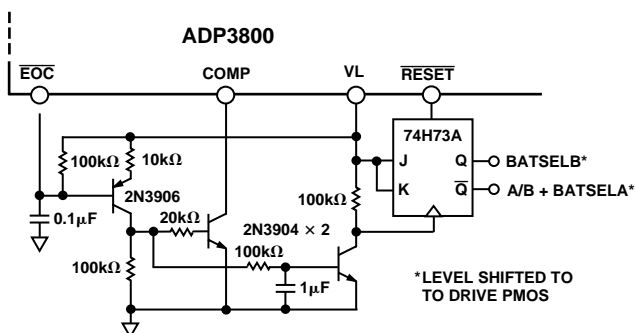 ADP3800
EOC COMP VL RESET
74H73A
100kΩ 10kΩ J Q BATSELB*
2N3906 100kΩ K Q A/B + BATSELA*
0.1µF 20kΩ 2N3904 × 2
100kΩ 100kΩ
1µF *LEVEL SHIFTED TO
TO DRIVE PMOS